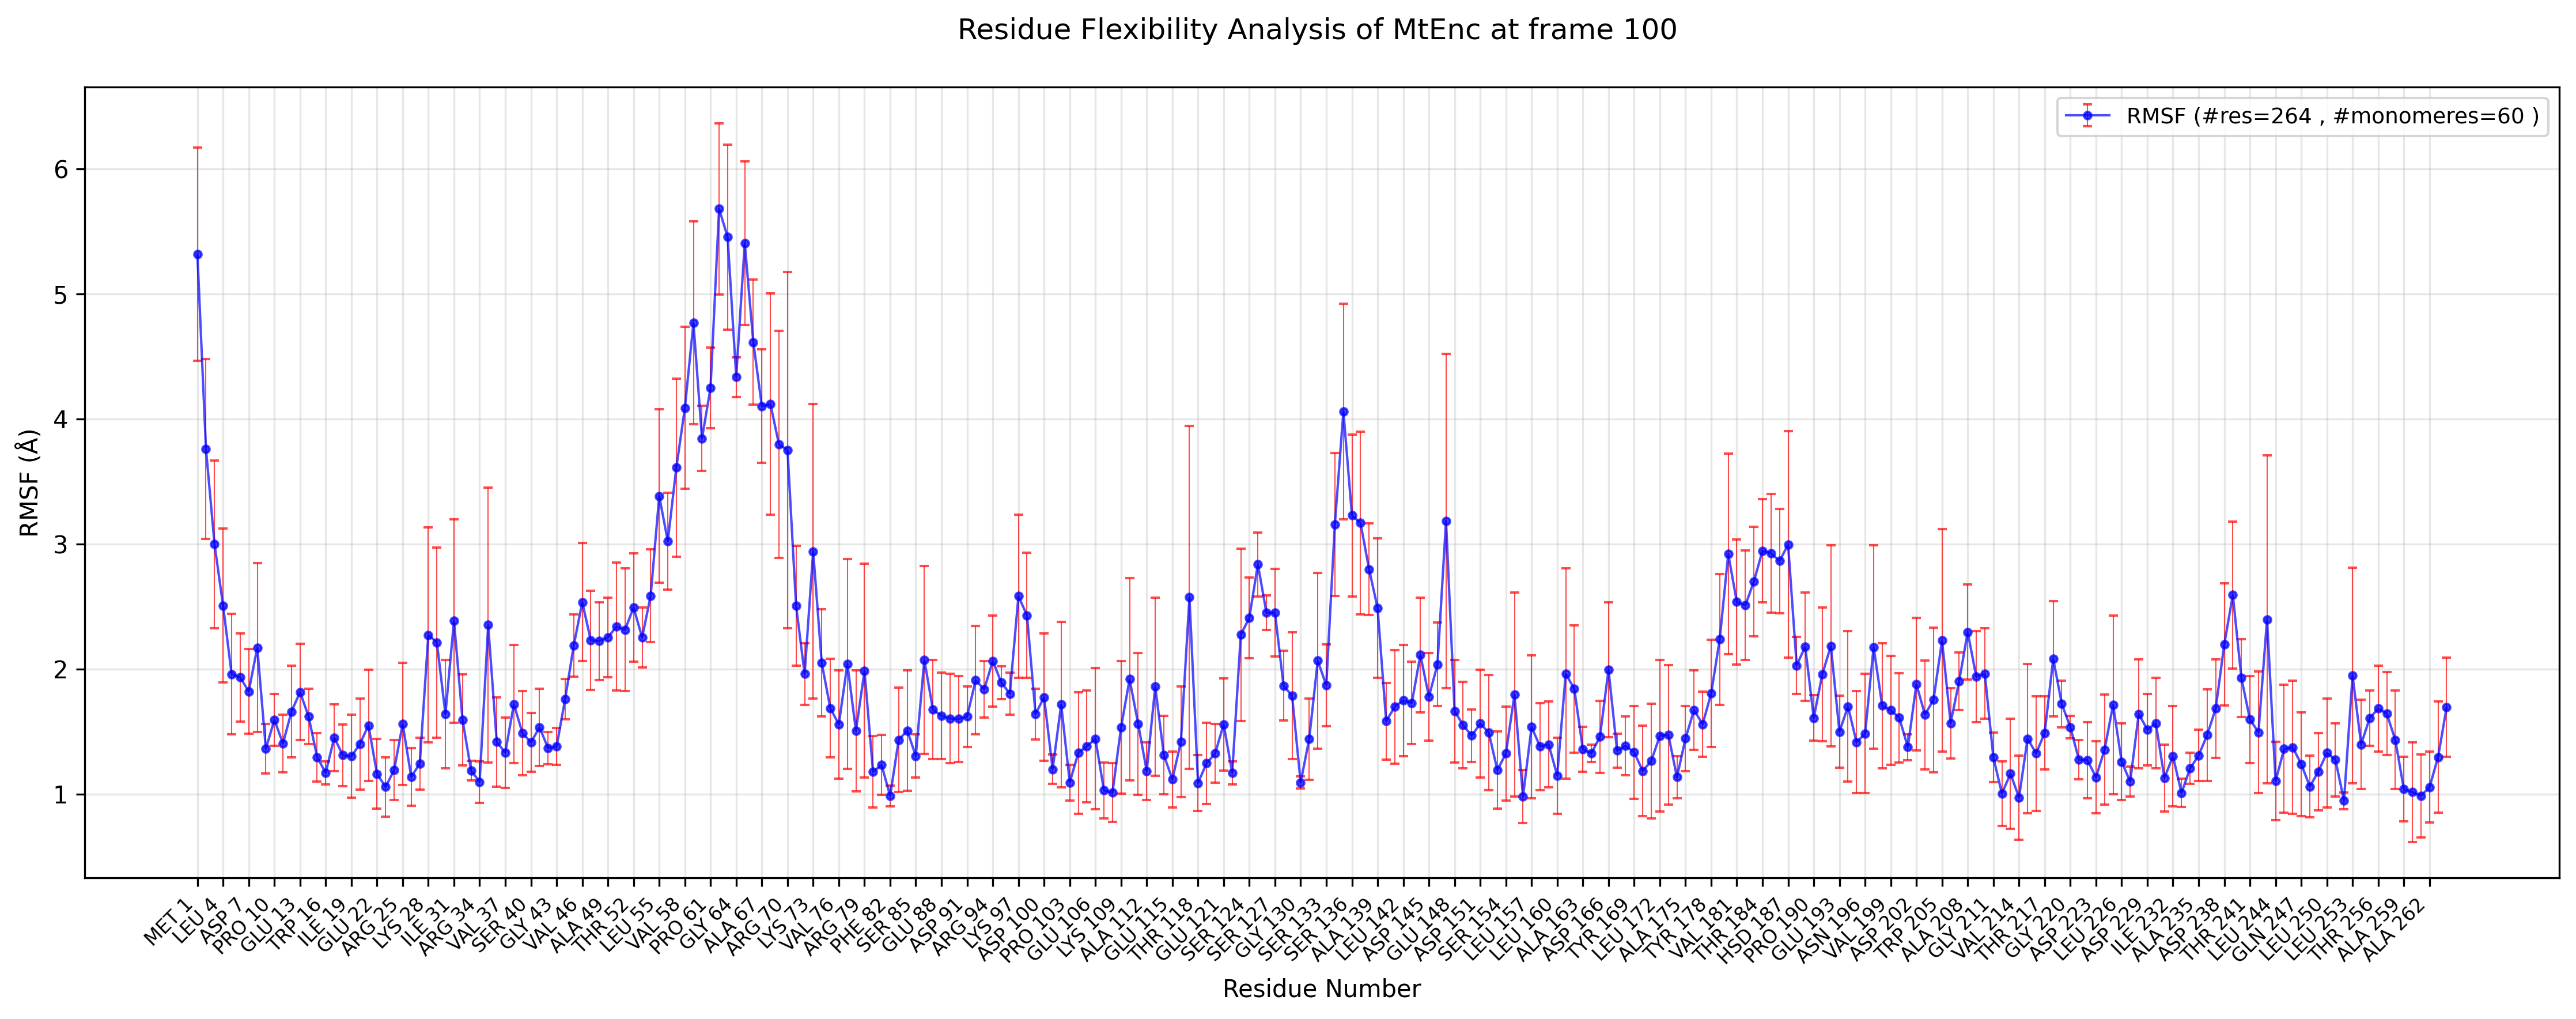 Residue Flexibility Analysis of MtEnc at frame 100
RMSF (#res=264 , #monomeres=60 )
RMSF (Å)
6
5
4
3
2
1
MET 1
LEU 4
ASP 7
PRO 10
GLU 13
TRP 16
ILE 19
GLU 22
ARG 25
LYS 28
ILE 31
ARG 34
VAL 37
SER 40
GLY 43
VAL 46
ALA 49
THR 52
LEU 55
VAL 58
PRO 61
GLY 64
ALA 67
ARG 70
LYS 73
VAL 76
ARG 79
PHE 82
SER 85
GLU 88
ASP 91
ARG 94
LYS 97
ASP 100
PRO 103
GLU 106
LYS 109
ALA 112
GLU 115
THR 118
GLU 121
SER 124
SER 127
GLY 130
SER 133
SER 136
ALA 139
LEU 142
ASP 145
GLU 148
ASP 151
SER 154
LEU 157
LEU 160
ALA 163
ASP 166
TYR 169
LEU 172
ALA 175
TYR 178
VAL 181
THR 184
HSD 187
PRO 190
GLU 193
ASN 196
VAL 199
ASP 202
TRP 205
ALA 208
GLY 211
VAL 214
THR 217
GLY 220
ASP 223
LEU 226
ASP 229
ILE 232
ALA 235
ASP 238
THR 241
LEU 244
GLN 247
LEU 250
LEU 253
THR 256
ALA 259
ALA 262
Residue Number